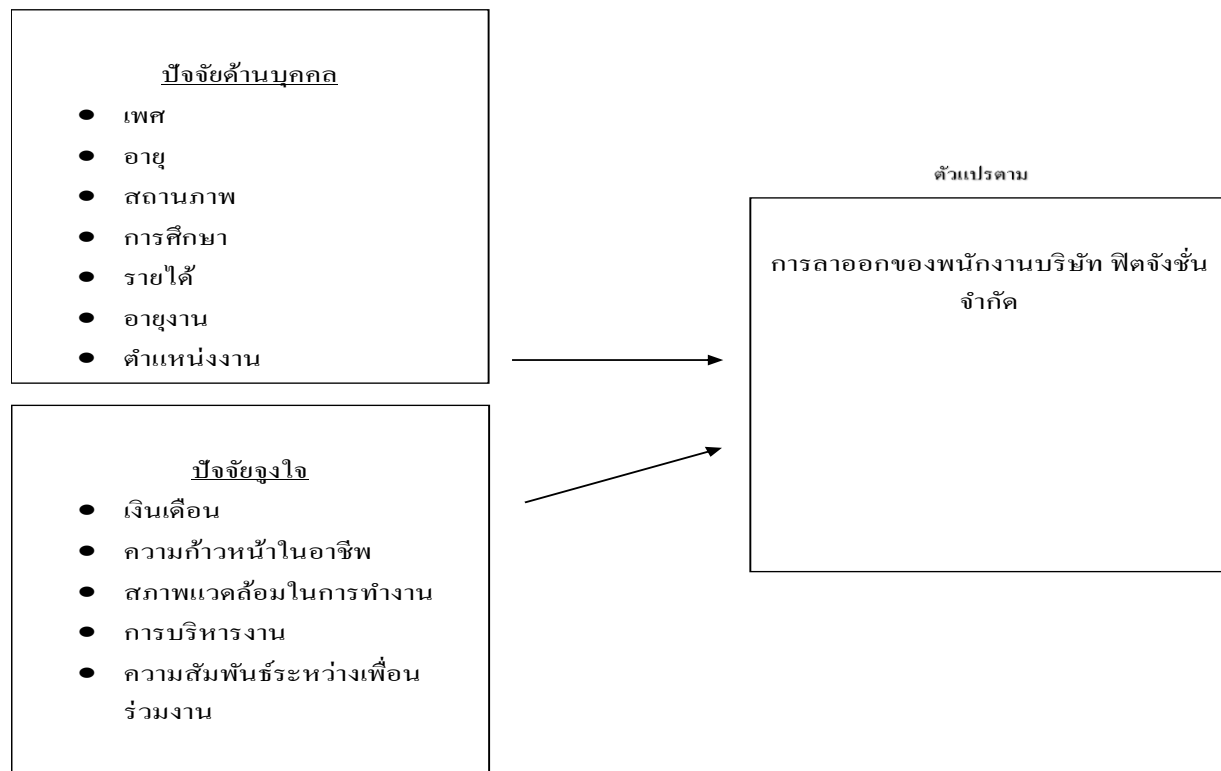 ปัจจัยด้านบุคคล
● เพศ
● อายุ
● สถานภาพ
● การศึกษา
● รายได้
● อายุงาน
● ตำแหน่งงาน
ปัจจัยจูงใจ
● เงินเดือน
● ความก้าวหน้าในอาชีพ
● สภาพแวดล้อมในการทำงาน
● การบริหารงาน
● ความสัมพันธ์ระหว่างเพื่อน
ร่วมงาน
ตัวแปรตาม
การลาออกของพนักงานบริษัท ฟิตจังชั่น
จำกัด